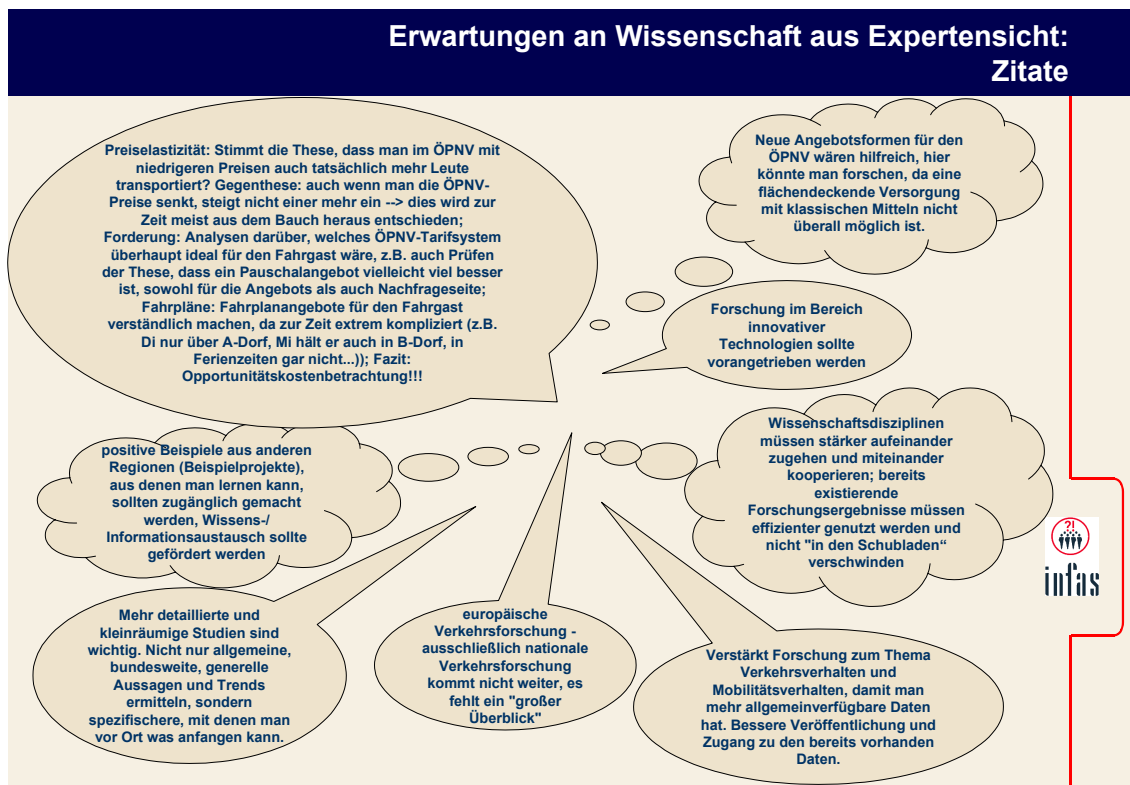 Erwartungen an Wissenschaft aus Expertensicht:
Zitate
Preiselastizität: Stimmt die These, dass man im ÖPNV mit
niedrigeren Preisen auch tatsächlich mehr Leute
transportiert? Gegenthese: auch wenn man die ÖPNV-
Preise senkt, steigt nicht einer mehr ein --> dies wird zur
Zeit meist aus dem Bauch heraus entschieden;
Forderung: Analysen darüber, welches ÖPNV-Tarifsystem
überhaupt ideal für den Fahrgast wäre, z.B. auch Prüfen
der These, dass ein Pauschalangebot vielleicht viel besser
ist, sowohl für die Angebots als auch Nachfrageseite;
Fahrpläne: Fahrplanangebote für den Fahrgast
verständlich machen, da zur Zeit extrem kompliziert (z.B.
Di nur über A-Dorf, Mi hält er auch in B-Dorf, in
Ferienzeiten gar nicht...)); Fazit:
Opportunitätskostenbetrachtung!!!
Neue Angebotsformen für den
ÖPNV wären hilfreich, hier
könnte man forschen, da eine
flächendeckende Versorgung
mit klassischen Mitteln nicht
überall möglich ist.
Forschung im Bereich
innovativer
Technologien sollte
vorangetrieben werden
positive Beispiele aus anderen
Regionen (Beispielprojekte),
aus denen man lernen kann,
sollten zugänglich gemacht
werden, Wissens-/
Informationsaustausch sollte
gefördert werden
Wissenschaftsdisziplinen
müssen stärker aufeinander
zugehen und miteinander
kooperieren; bereits
existierende
Forschungsergebnisse müssen
effizienter genutzt werden und
nicht "in den Schubladen“
verschwinden
?!
infas
Mehr detaillierte und
kleinräumige Studien sind
wichtig. Nicht nur allgemeine,
bundesweite, generelle
Aussagen und Trends
ermitteln, sondern
spezifischere, mit denen man
vor Ort was anfangen kann.
europäische
Verkehrsforschung -
ausschließlich nationale
Verkehrsforschung
kommt nicht weiter, es
fehlt ein "großer
Überblick"
Verstärkt Forschung zum Thema
Verkehrsverhalten und
Mobilitätsverhalten, damit man
mehr allgemeinverfügbare Daten
hat. Bessere Veröffentlichung und
Zugang zu den bereits vorhanden
Daten.